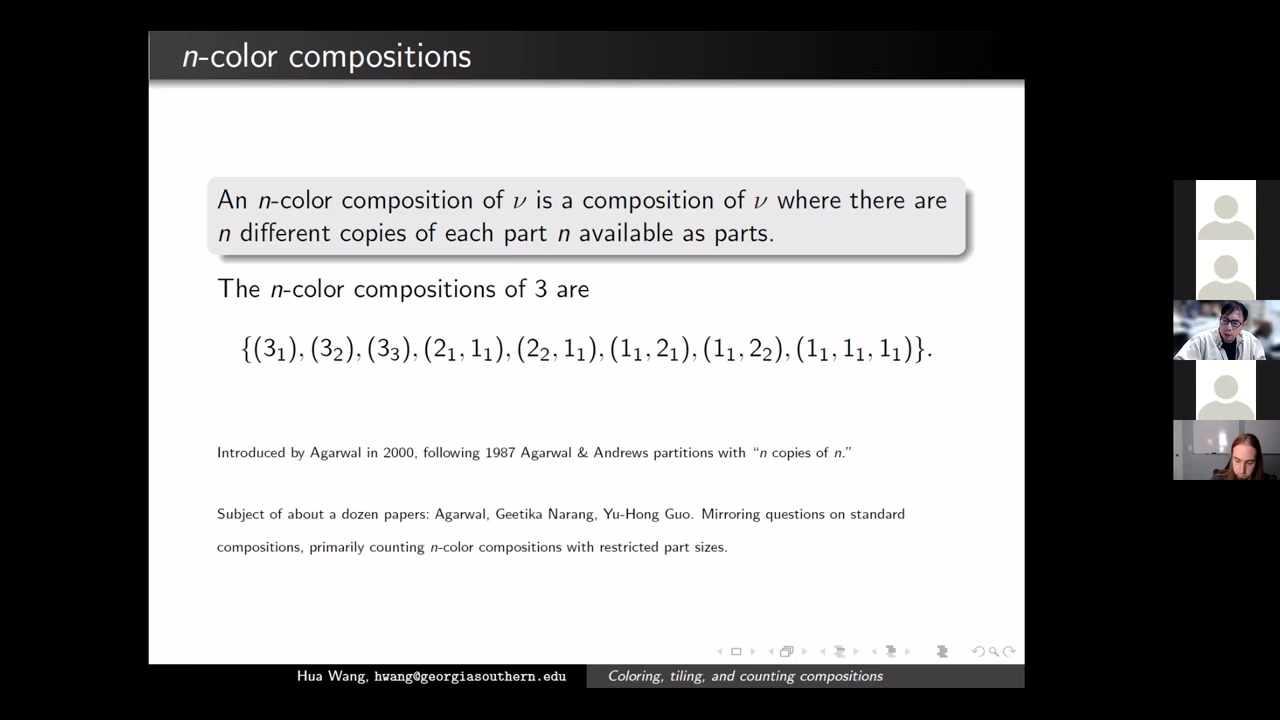 n-color compositions
An n-color composition of ν is a composition of ν where there are
n different copies of each part n available as parts.
The n-color compositions of 3 are
{(3₁), (3₂), (3₃), (2₁, 1₁), (2₂, 1₁), (1₁, 2₁), (1₁, 2₂), (1₁, 1₁, 1₁)}.
Introduced by Agarwal in 2000, following 1987 Agarwal & Andrews partitions with “n copies of n.”
Subject of about a dozen papers: Agarwal, Geetika Narang, Yu-Hong Guo. Mirroring questions on standard
compositions, primarily counting n-color compositions with restricted part sizes.
Hua Wang, hwang@georgiasouthern.edu
Coloring, tiling, and counting compositions